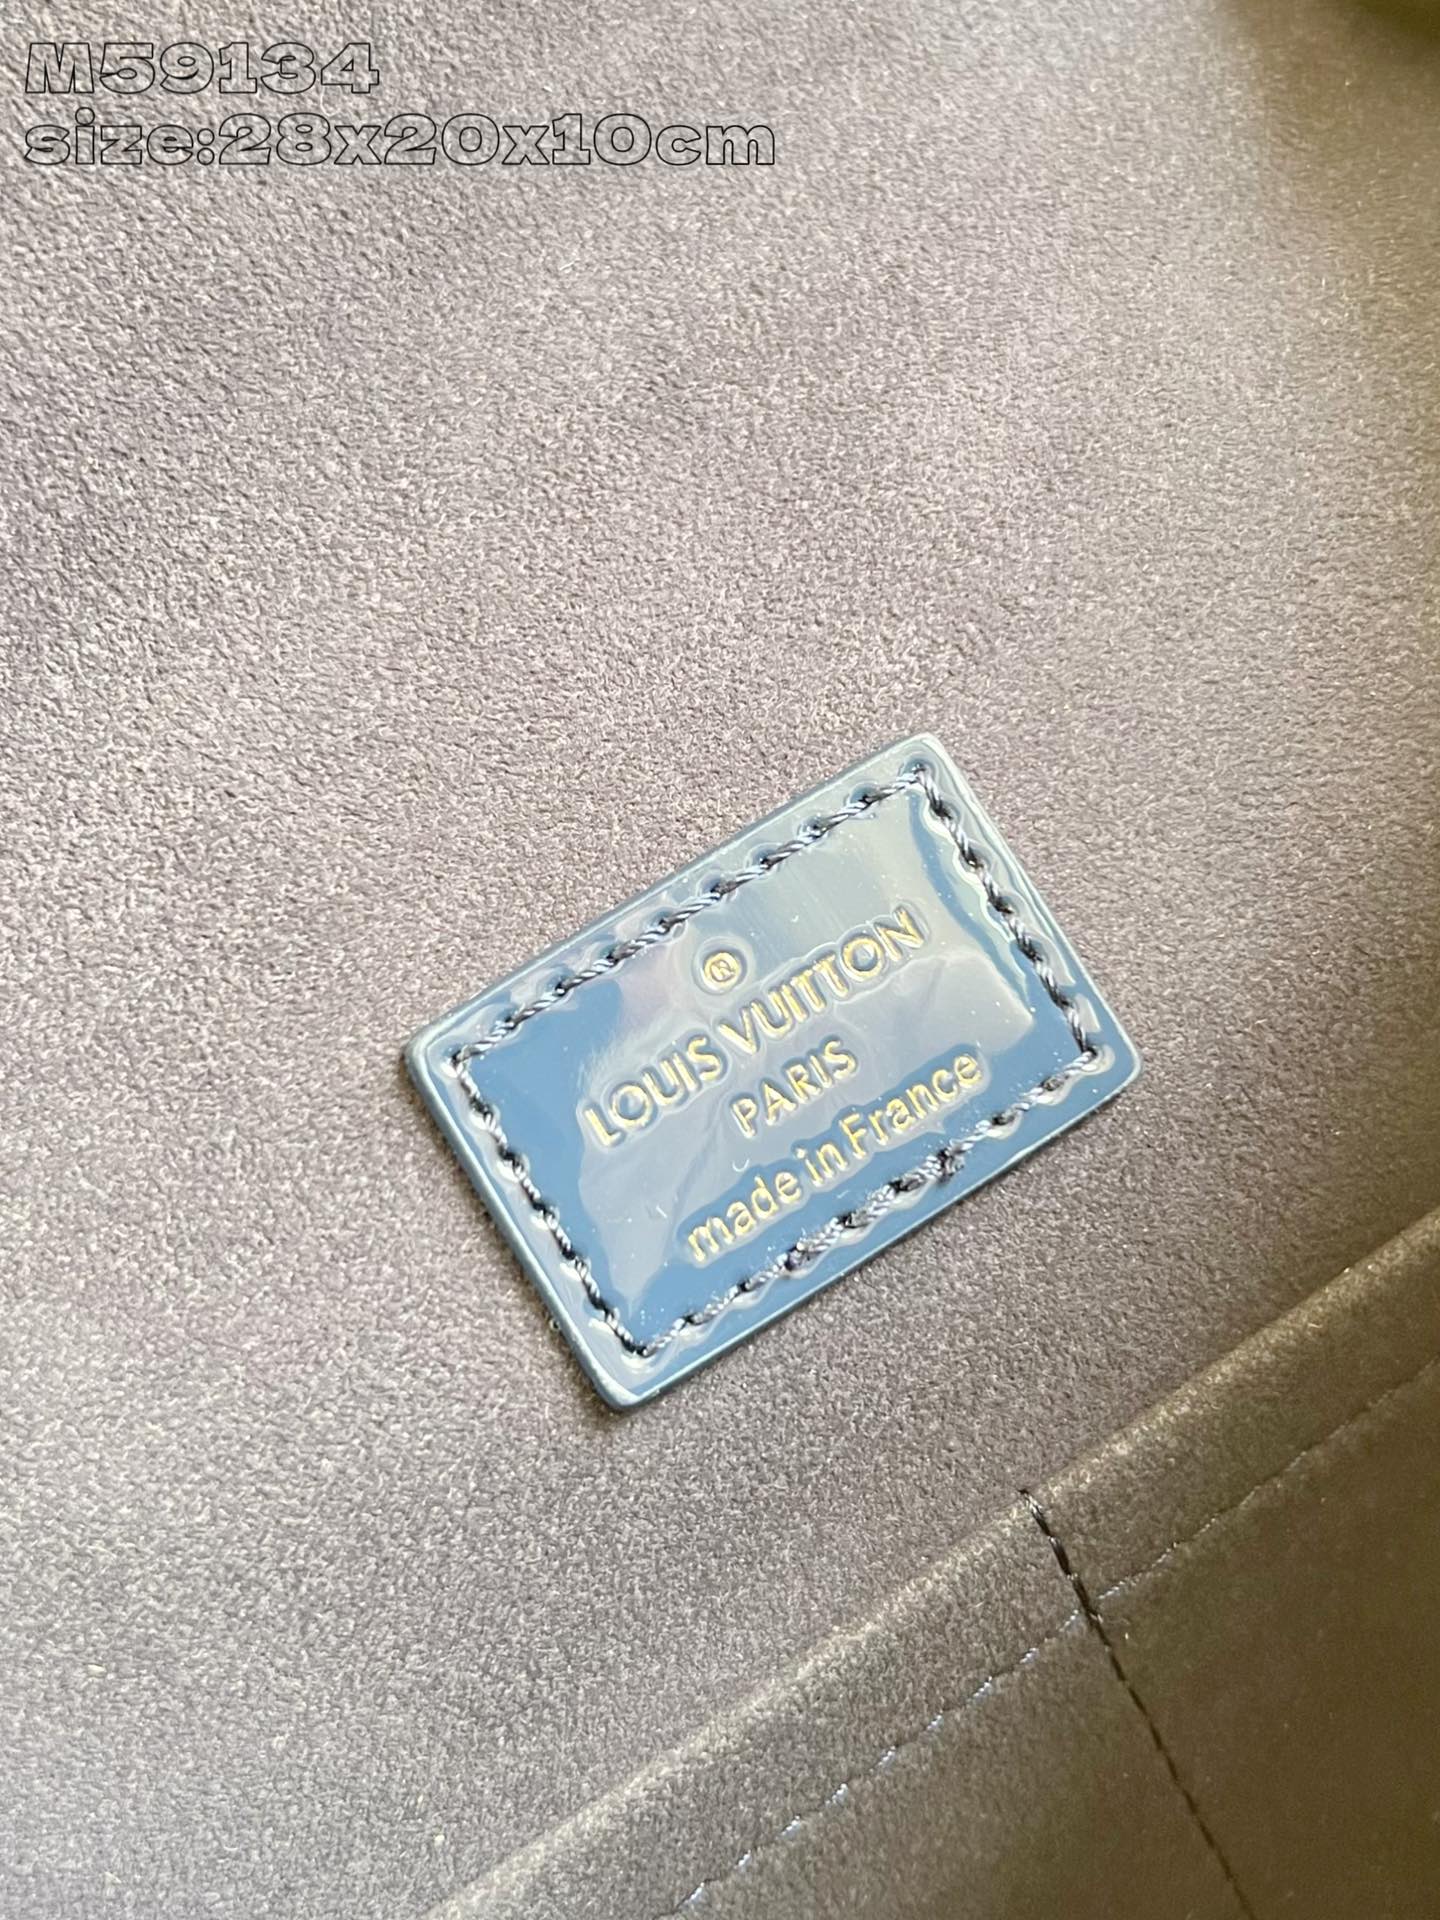 M59134
size:28x20x10cm
®
LOUIS VUITTON
PARIS
made in France